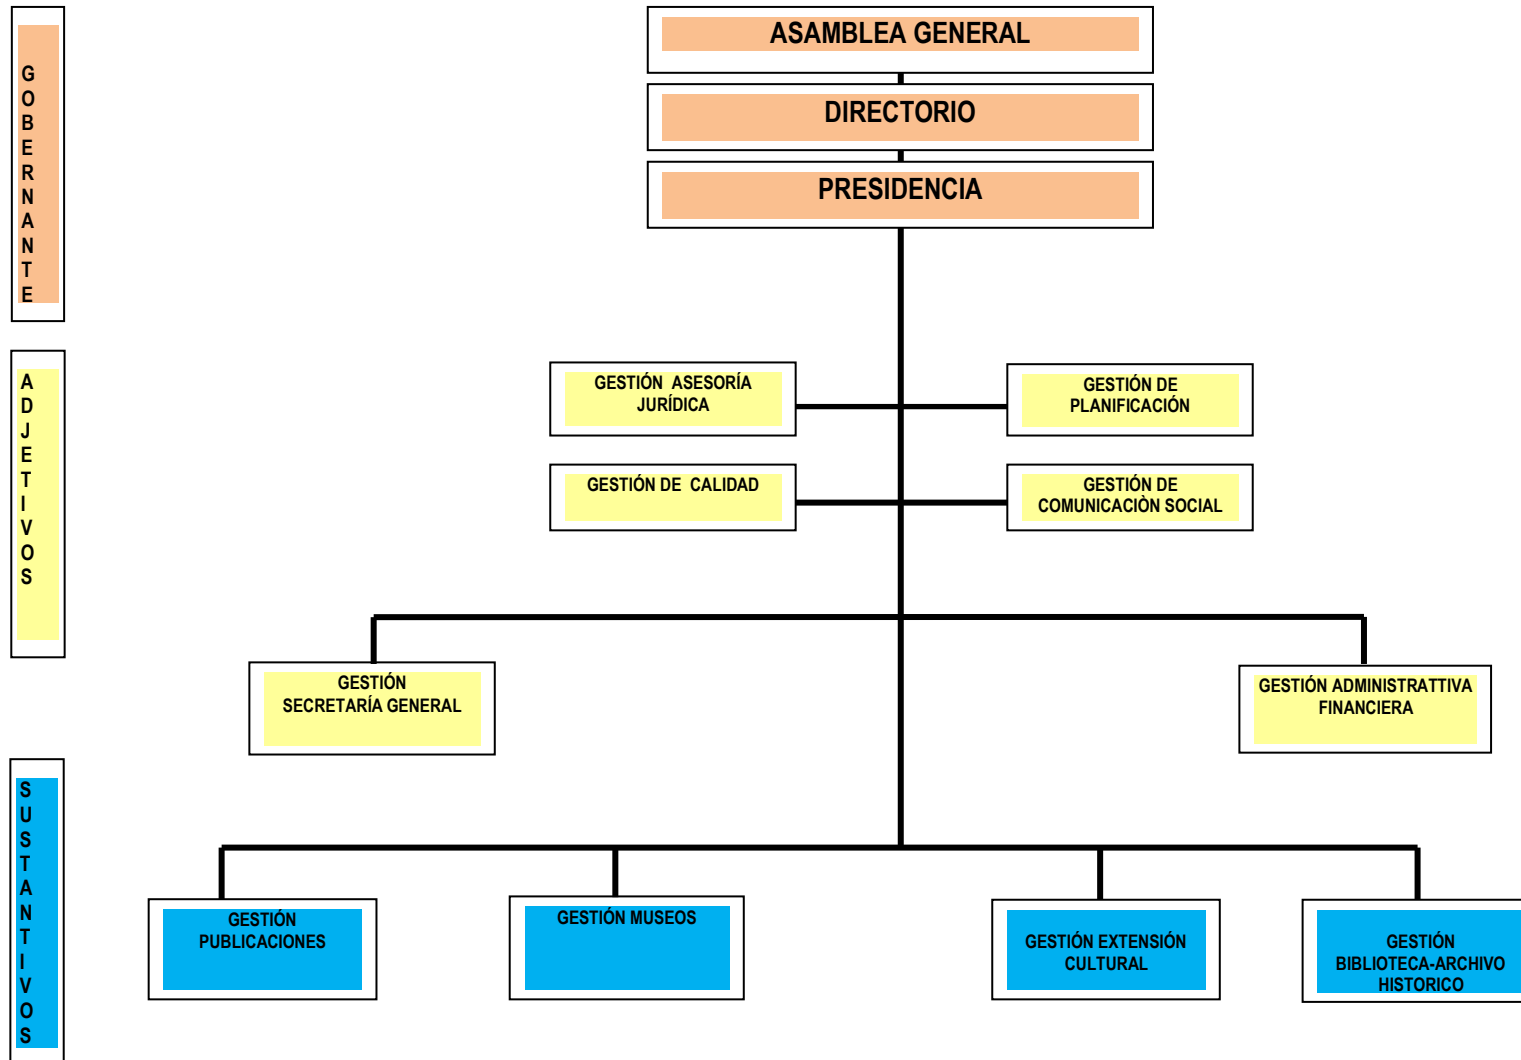 GOBERNANTE
ASAMBLEA GENERAL
DIRECTORIO
PRESIDENCIA
ADJETIVOS
GESTIÓN ASESORÍA
JURÍDICA
GESTIÓN DE
PLANIFICACIÓN
GESTIÓN DE CALIDAD
GESTIÓN DE
COMUNICACIÒN SOCIAL
GESTIÓN
SECRETARÍA GENERAL
GESTIÓN ADMINISTRATTIVA
FINANCIERA
SUSTANTIVOS
GESTIÓN
PUBLICACIONES
GESTIÓN MUSEOS
GESTIÓN EXTENSIÓN
CULTURAL
GESTIÓN
BIBLIOTECA-ARCHIVO
HISTORICO